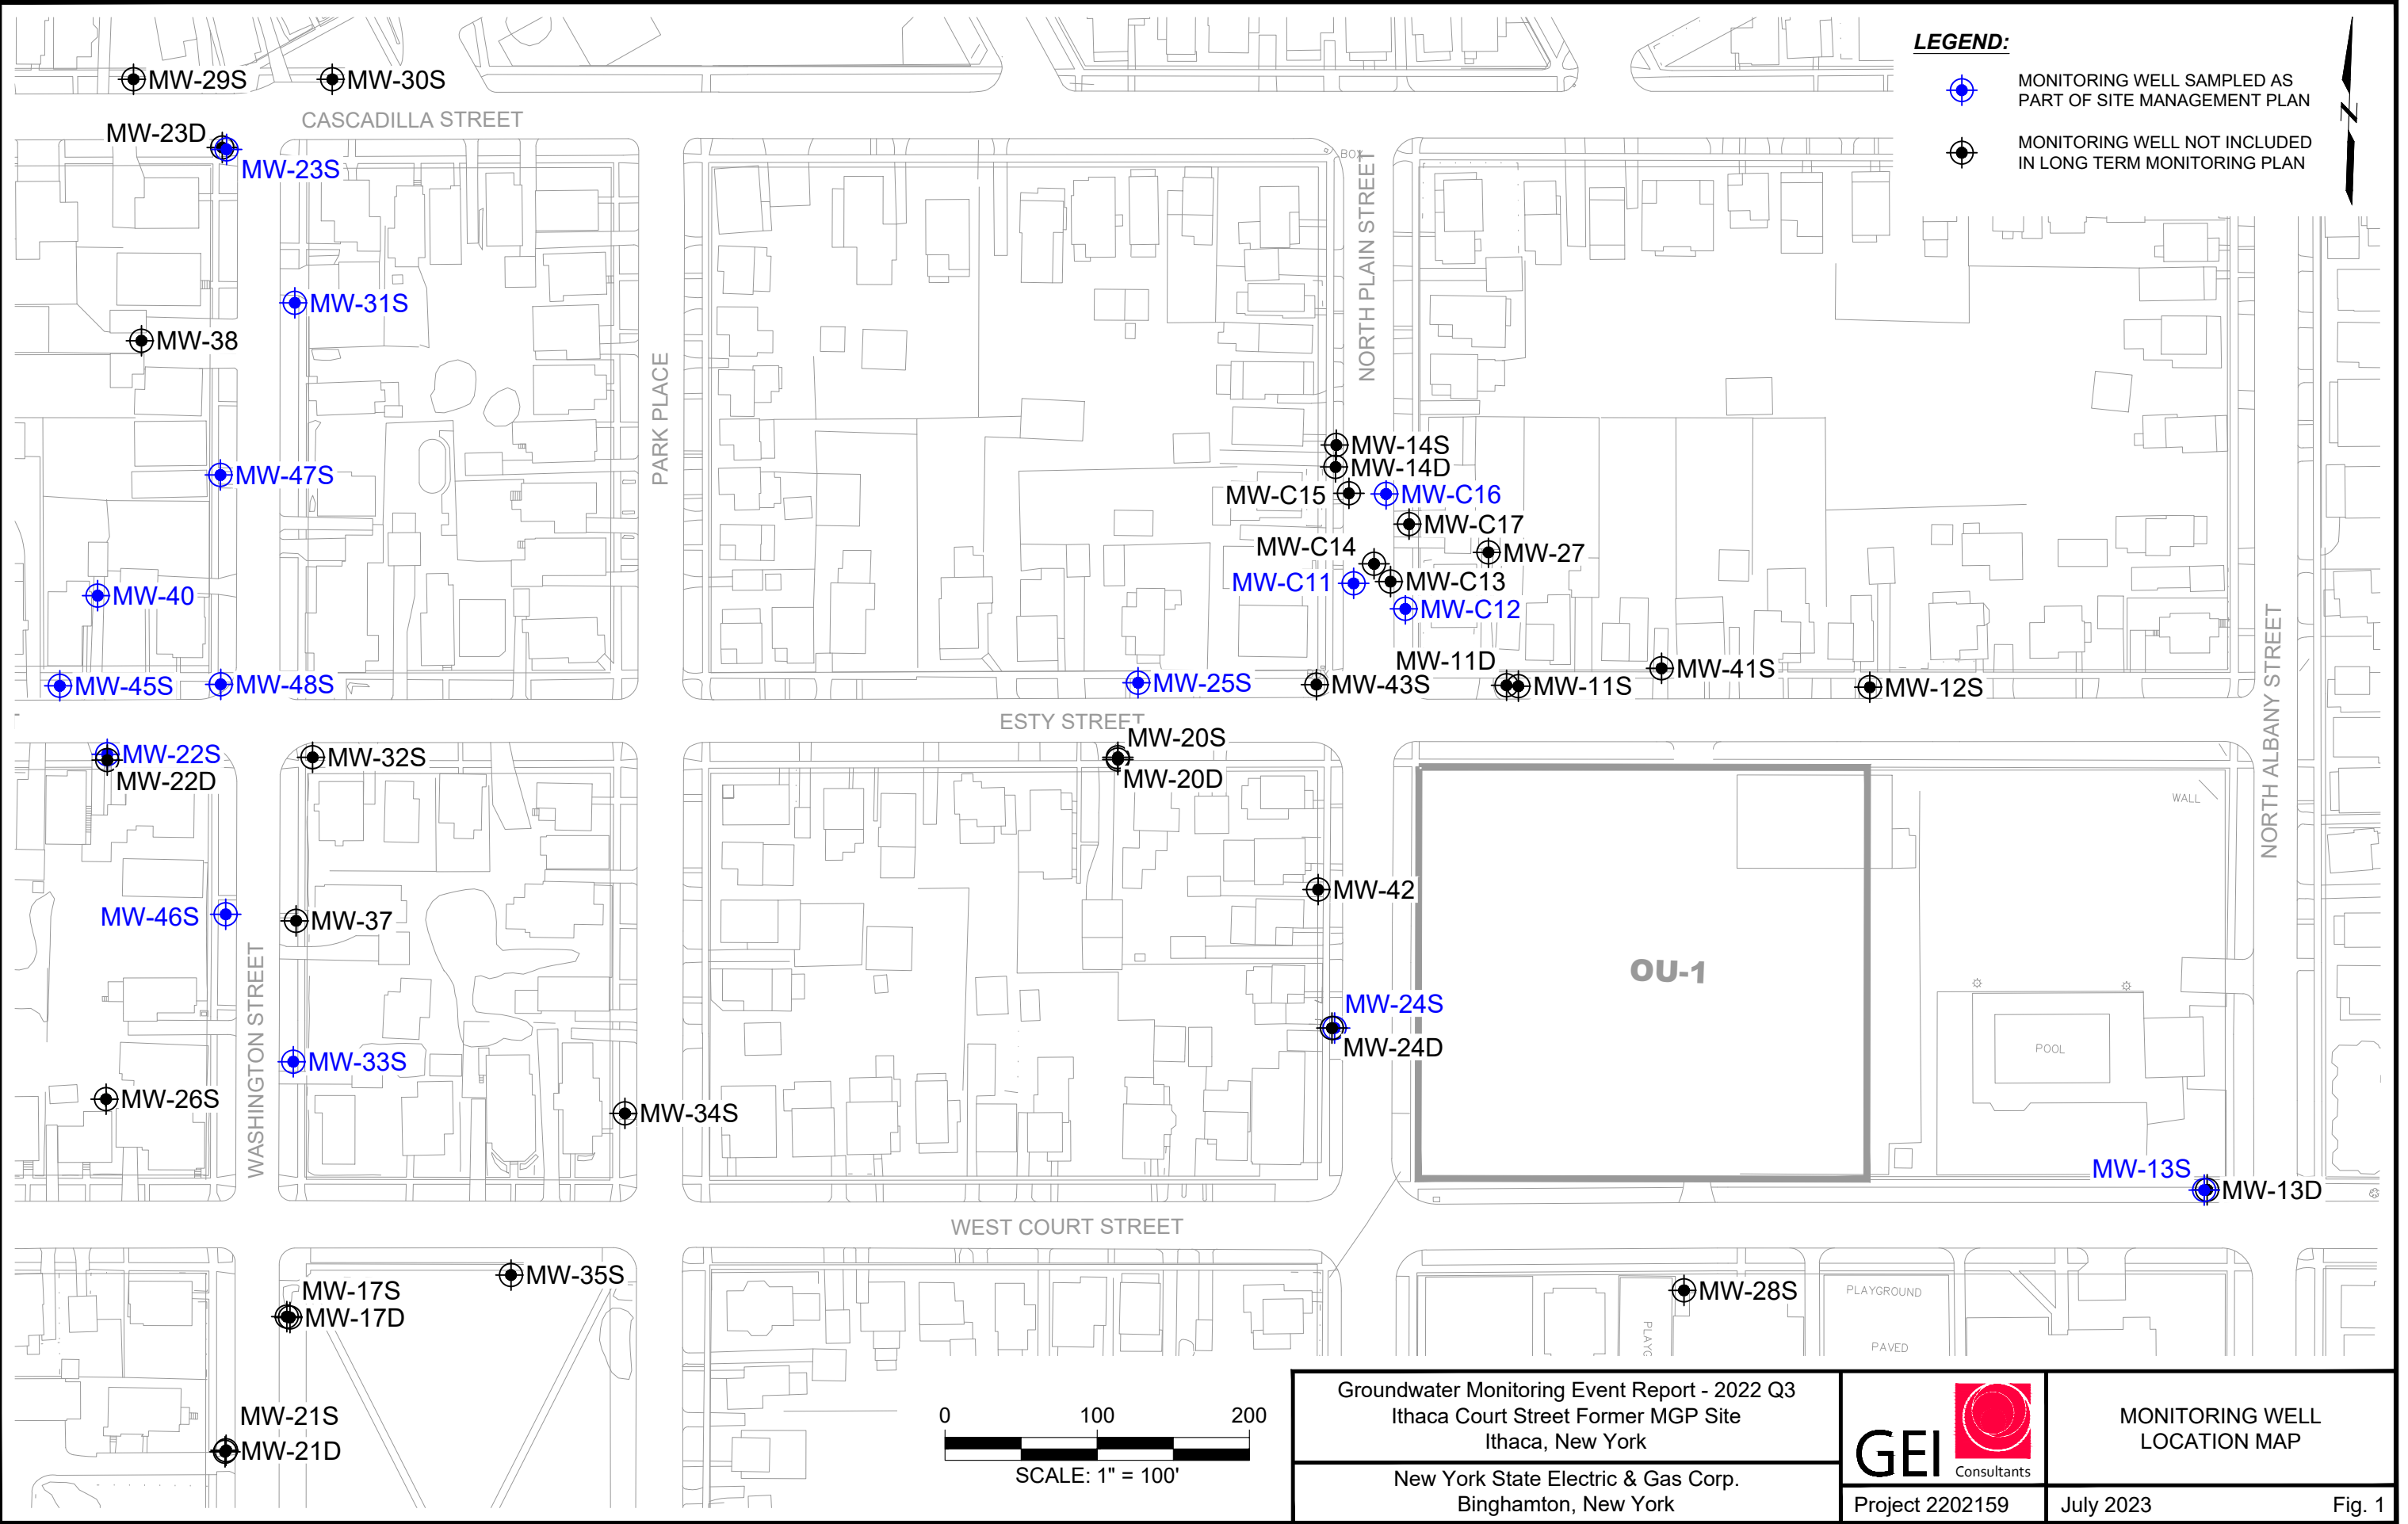 LEGEND:
MONITORING WELL SAMPLED AS
PART OF SITE MANAGEMENT PLAN
MONITORING WELL NOT INCLUDED
IN LONG TERM MONITORING PLAN
N
MW-29S
MW-30S
CASCADILLA STREET
MW-23D
MW-23S
BOX
NORTH PLAIN STREET
MW-31S
MW-38
PARK PLACE
MW-14S
MW-14D
MW-47S
MW-C15
MW-C16
MW-C17
MW-C14
MW-27
MW-C11
MW-C13
MW-40
MW-C12
NORTH ALBANY STREET
MW-11D
MW-41S
MW-45S
MW-48S
MW-25S
MW-43S
MW-11S
MW-12S
ESTY STREET
MW-22S
MW-22D
MW-32S
MW-20S
MW-20D
WALL
MW-42
MW-46S
MW-37
OU-1
WASHINGTON STREET
MW-24S
MW-24D
POOL
MW-33S
MW-26S
MW-34S
MW-13S
MW-13D
WEST COURT STREET
MW-35S
MW-17S
MW-17D
MW-28S
PLAYGROUND
PLAYG
PAVED
MW-21S
MW-21D
0 100 200
SCALE: 1" = 100'
Groundwater Monitoring Event Report - 2022 Q3
Ithaca Court Street Former MGP Site
Ithaca, New York
New York State Electric & Gas Corp.
Binghamton, New York
GEI
Consultants
Project 2202159
MONITORING WELL
LOCATION MAP
July 2023
Fig. 1